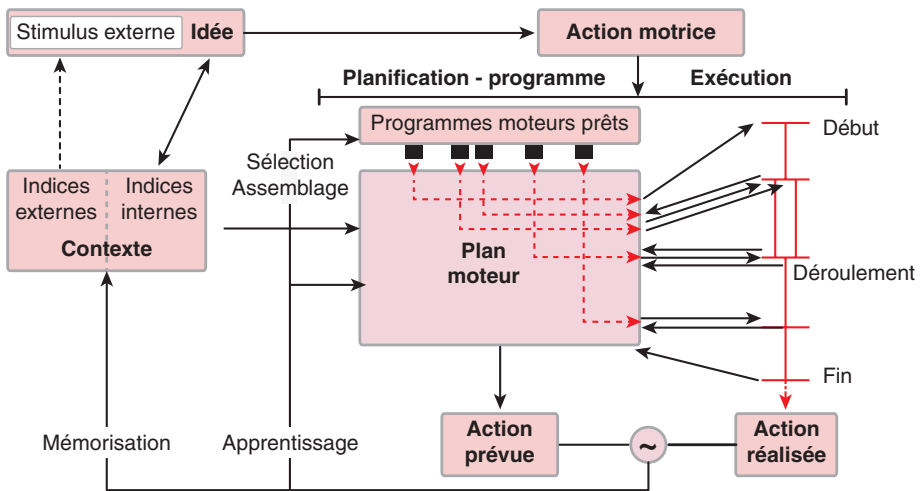 Stimulus externe Idée
Action motrice
Planification - programme
Exécution
Programmes moteurs prêts
Début
Sélection
Assemblage
Indices
externes
Indices
internes
Contexte
Plan
moteur
Déroulement
Fin
Mémorisation
Apprentissage
Action
prévue
~
Action
réalisée